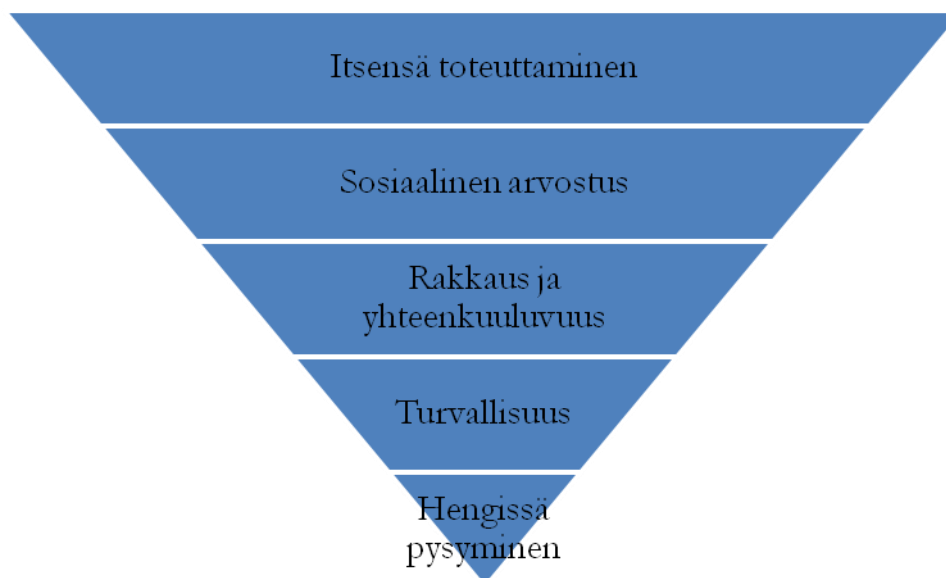 Itsensä toteuttaminen
Sosiaalinen arvostus
Rakkaus ja
yhteenkuuluvuus
Turvallisuus
Hengissä
pysyminen